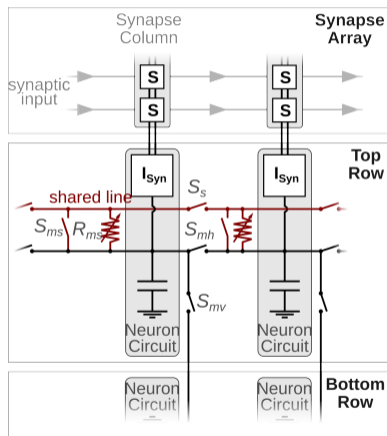 Synapse
Column
Synapse
Array
synaptic
input
S
S
S
S
I_Syn
I_Syn
Top
Row
shared line
S_s
S_ms
R_ms
S_mh
S_mv
Neuron
Circuit
Neuron
Circuit
Neuron
Circuit
Neuron
Circuit
Bottom
Row